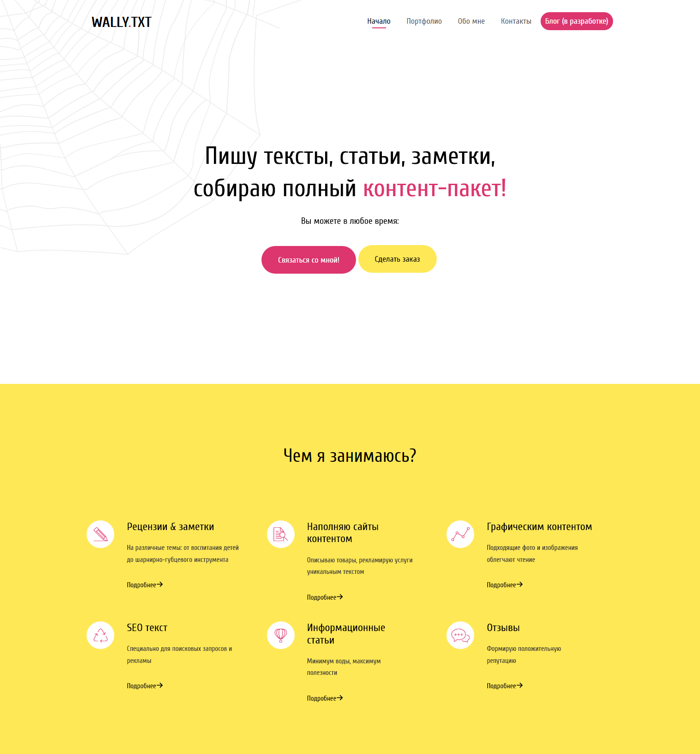 WALLY.TXT
Начало
Портфолио
Обо мне
Контакты
Блог (в разработке)
Пишу тексты, статьи, заметки,
собираю полный контент-пакет!
Вы можете в любое время:
Связаться со мной!
Сделать заказ
Чем я занимаюсь?
Рецензии & заметки
На различные темы: от воспитания детей
до шарнирно-губцевого инструмента
Подробнее
Наполняю сайты
контентом
Описываю товары, рекламирую услуги
уникальным текстом
Подробнее
Графическим контентом
Подходящие фото и изображения
облегчают чтение
Подробнее
SEO текст
Специально для поисковых запросов и
рекламы
Подробнее
Информационные
статьи
Минимум воды, максимум
полезности
Подробнее
Отзывы
Формирую положительную
репутацию
Подробнее